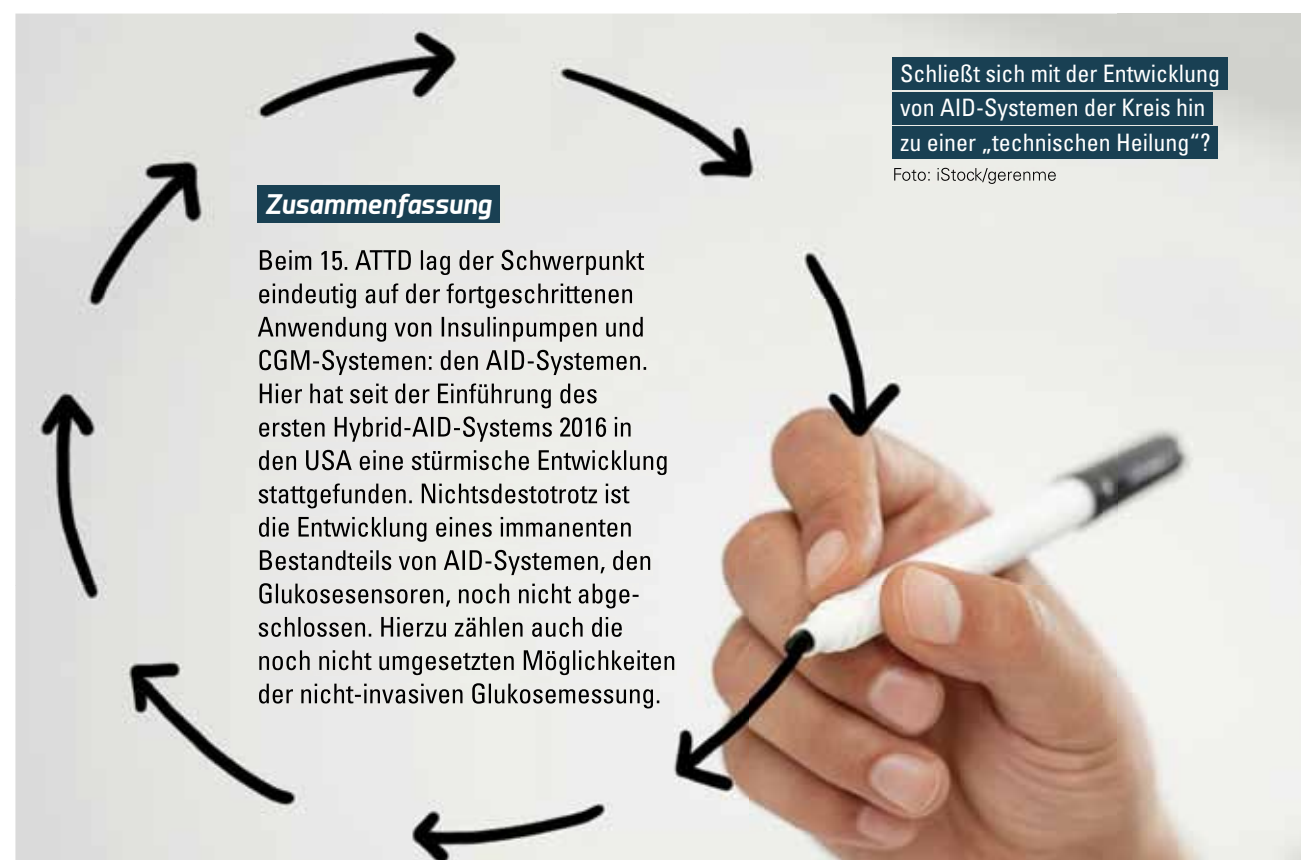 Schließt sich mit der Entwicklung
von AID-Systemen der Kreis hin
zu einer „technischen Heilung“?
Foto: iStock/gerenme
Zusammenfassung
Beim 15. ATTD lag der Schwerpunkt
eindeutig auf der fortgeschrittenen
Anwendung von Insulinpumpen und
CGM-Systemen: den AID-Systemen.
Hier hat seit der Einführung des
ersten Hybrid-AID-Systems 2016 in
den USA eine stürmische Entwicklung
stattgefunden. Nichtsdestotrotz ist
die Entwicklung eines immanenten
Bestandteils von AID-Systemen, den
Glukosesensoren, noch nicht abge-
schlossen. Hierzu zählen auch die
noch nicht umgesetzten Möglichkeiten
der nicht-invasiven Glukosemessung.